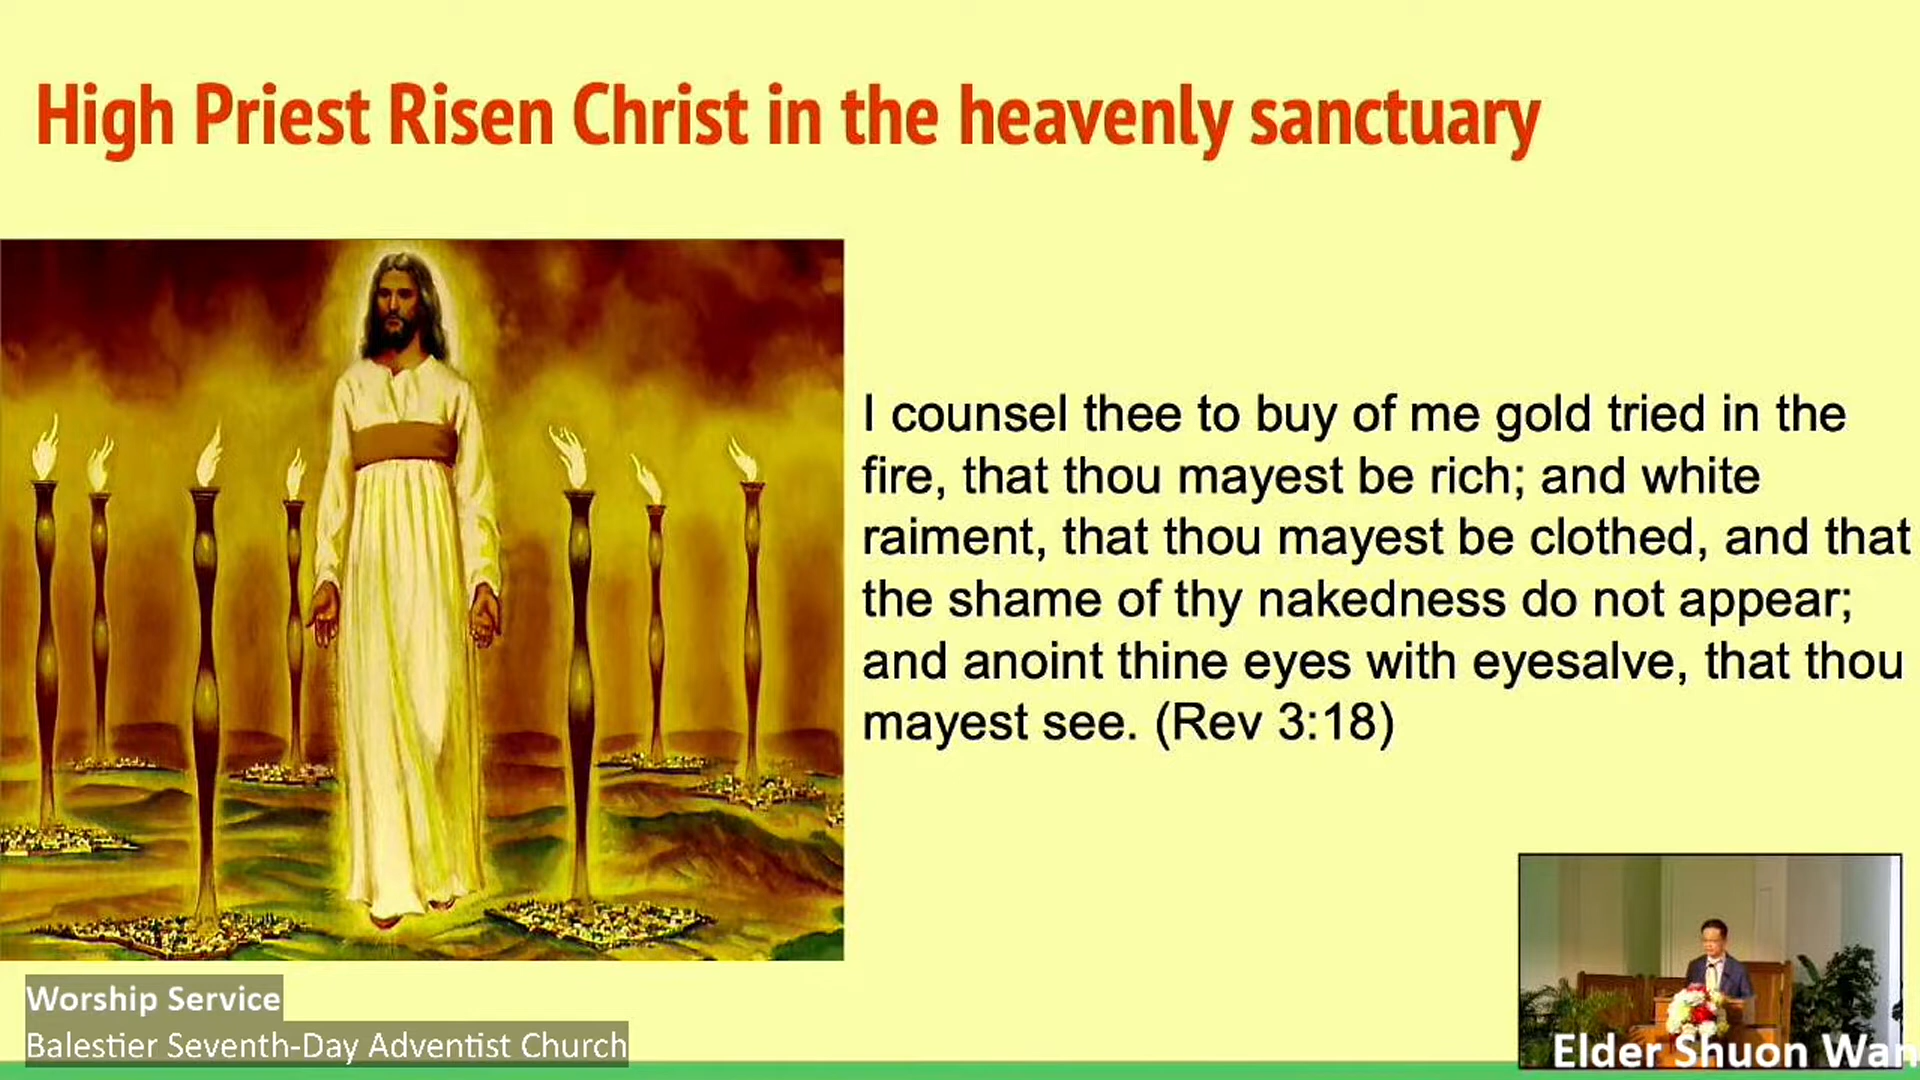 High Priest Risen Christ in the heavenly sanctuary
I counsel thee to buy of me gold tried in the
fire, that thou mayest be rich; and white
raiment, that thou mayest be clothed, and that
the shame of thy nakedness do not appear;
and anoint thine eyes with eyesalve, that thou
mayest see. (Rev 3:18)
Worship Service
Balestier Seventh-Day Adventist Church
Elder Shuon Wan